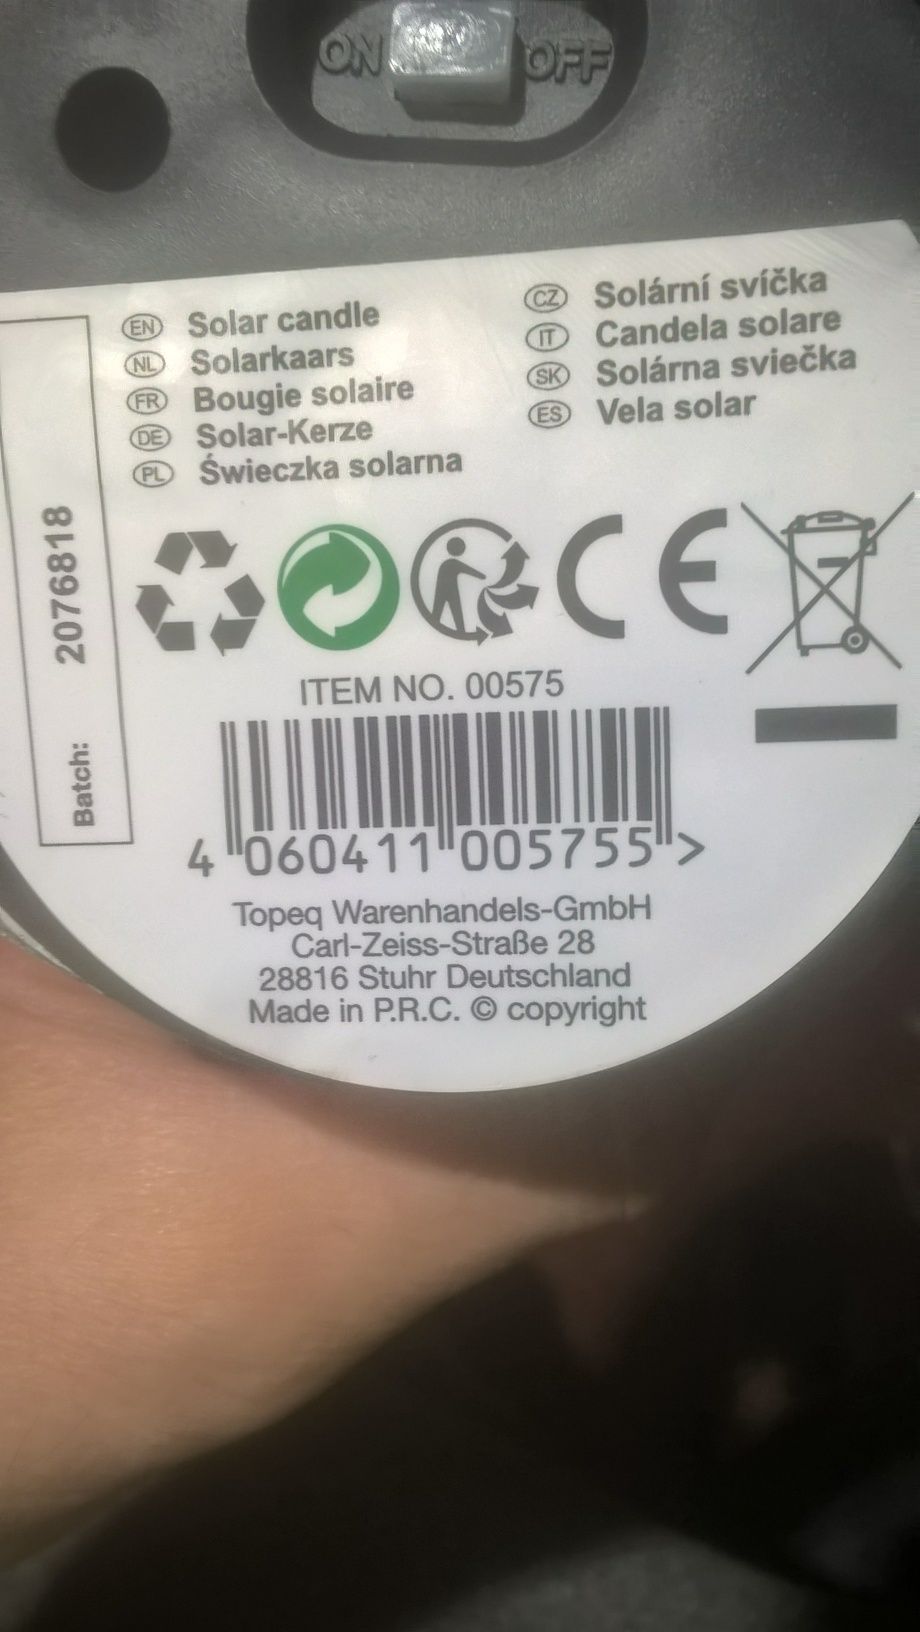 ON OFF
EN Solar candle
NL Solarkaars
FR Bougie solaire
DE Solar-Kerze
PL Świeczka solarna
CZ Solární svíčka
IT Candela solare
SK Solárna sviečka
ES Vela solar
Batch: 2076818
CE
ITEM NO. 00575
4 060411 005755 >
Topeq Warenhandels-GmbH
Carl-Zeiss-Straße 28
28816 Stuhr Deutschland
Made in P.R.C. © copyright